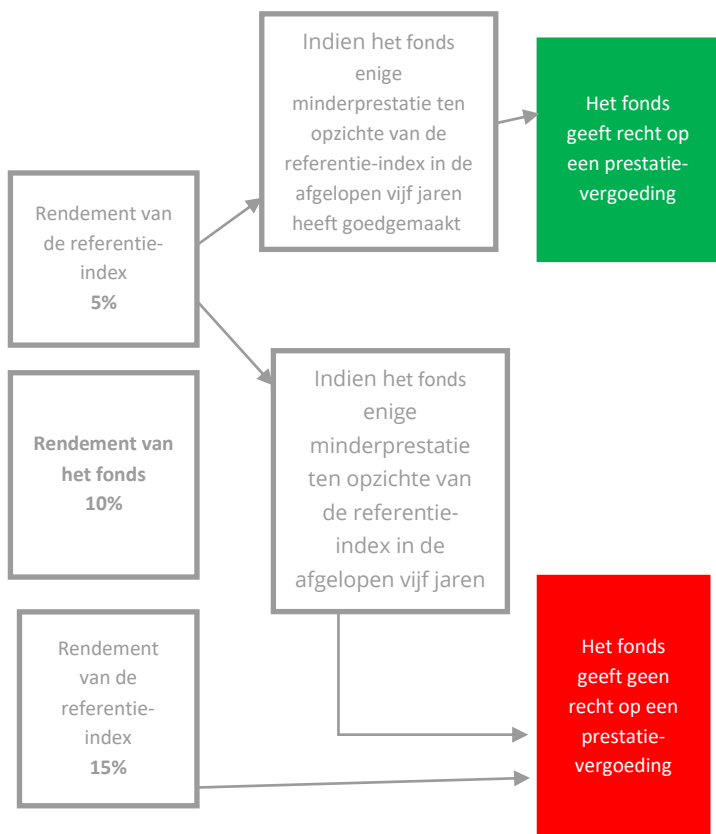 Indien het fonds
enige
minderprestatie ten
opzichte van de
referentie-index in de
afgelopen vijf jaren
heeft goedgemaakt
Het fonds
geeft recht op
een prestatie-
vergoeding
Rendement van
de referentie-
index
5%
Indien het fonds
enige
minderprestatie
ten opzichte van
de referentie-
index in de
afgelopen vijf jaren
Rendement van
het fonds
10%
Rendement
van de
referentie-
index
15%
Het fonds
geeft geen
recht op een
prestatie-
vergoeding